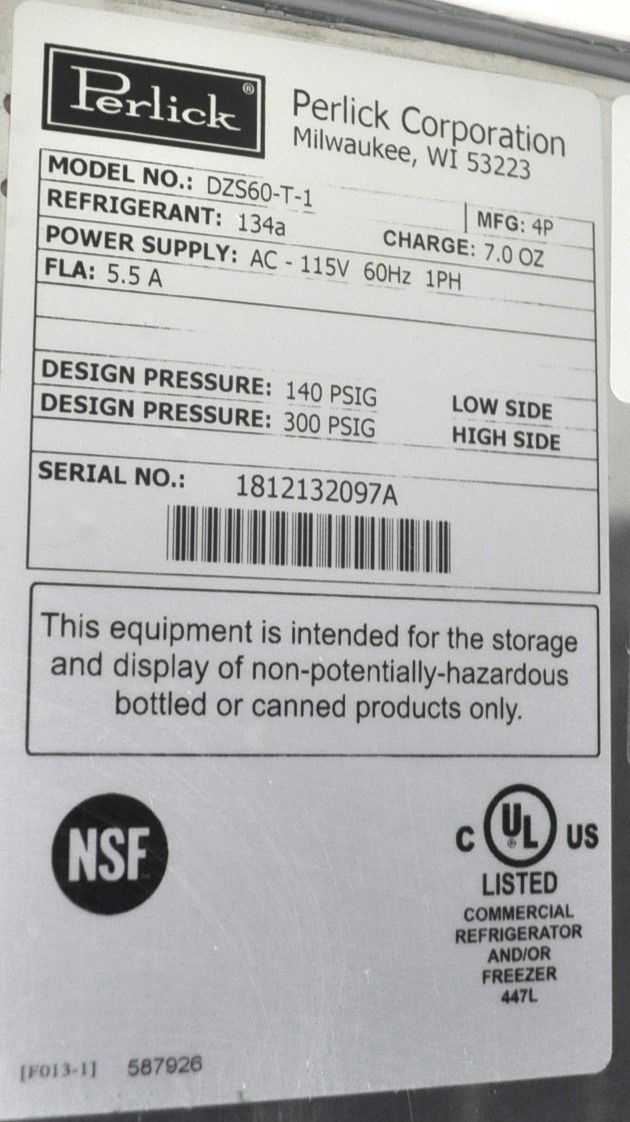 Perlick®
Perlick Corporation
Milwaukee, WI 53223
MODEL NO.: DZS60-T-1
MFG: 4P
REFRIGERANT: 134a
CHARGE: 7.0 OZ
POWER SUPPLY: AC - 115V 60Hz 1PH
FLA: 5.5 A
DESIGN PRESSURE: 140 PSIG LOW SIDE
DESIGN PRESSURE: 300 PSIG HIGH SIDE
SERIAL NO.: 1812132097A
This equipment is intended for the storage
and display of non-potentially-hazardous
bottled or canned products only.
NSF
C UL® US
LISTED
COMMERCIAL
REFRIGERATOR
AND/OR
FREEZER
447L
[F013-1] 587926